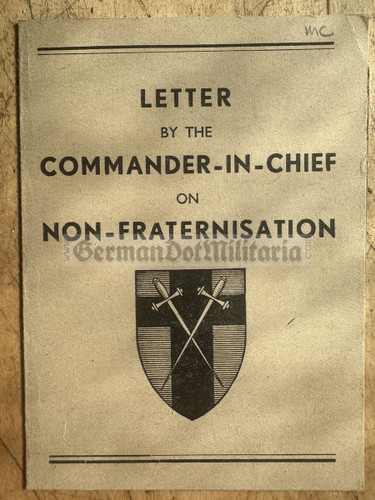 MC
LETTER
BY THE
COMMANDER-IN-CHIEF
ON
NON-FRATERNISATION
GermanDotMilitaria